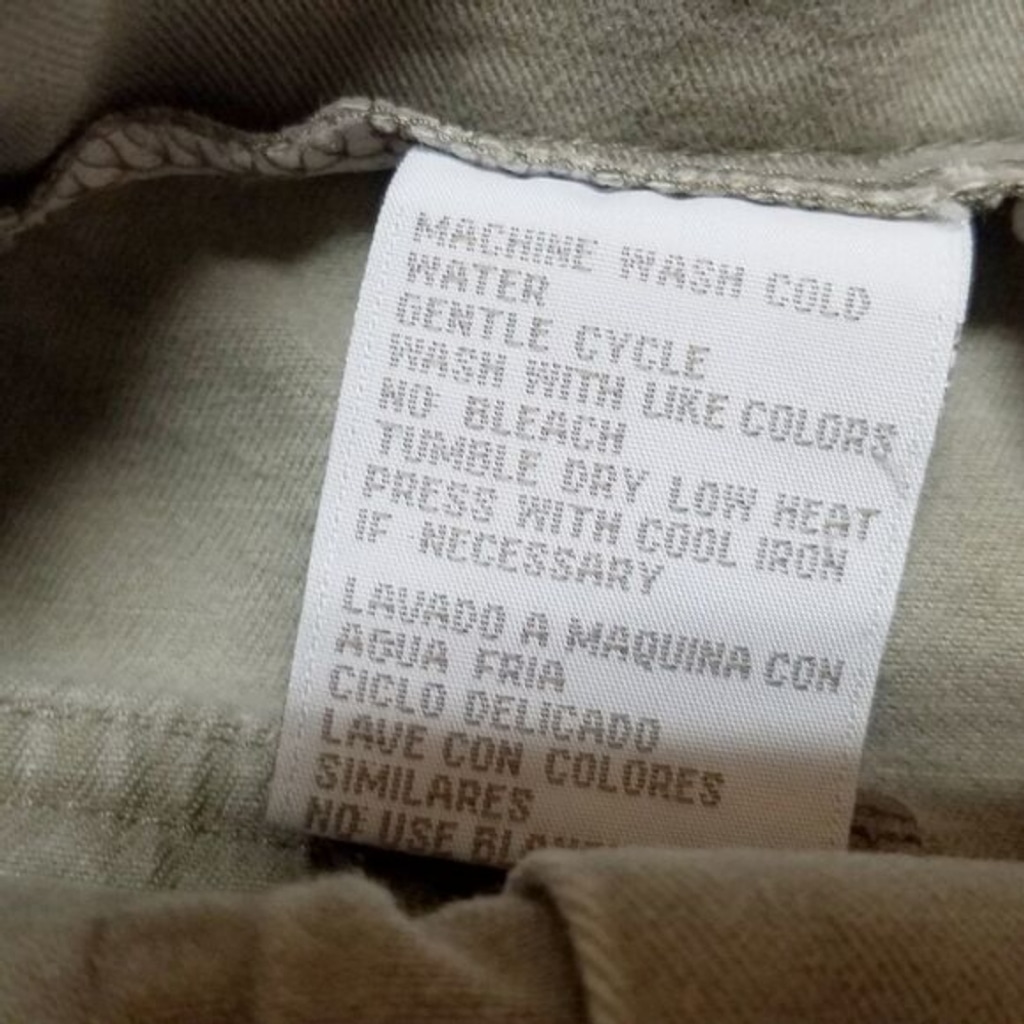 MACHINE WASH COLD
WATER
GENTLE CYCLE
WASH WITH LIKE COLORS
NO BLEACH
TUMBLE DRY LOW HEAT
PRESS WITH COOL IRON
IF NECESSARY
LAVADO A MAQUINA CON
AGUA FRIA
CICLO DELICADO
LAVE CON COLORES
SIMILARES
NO USE